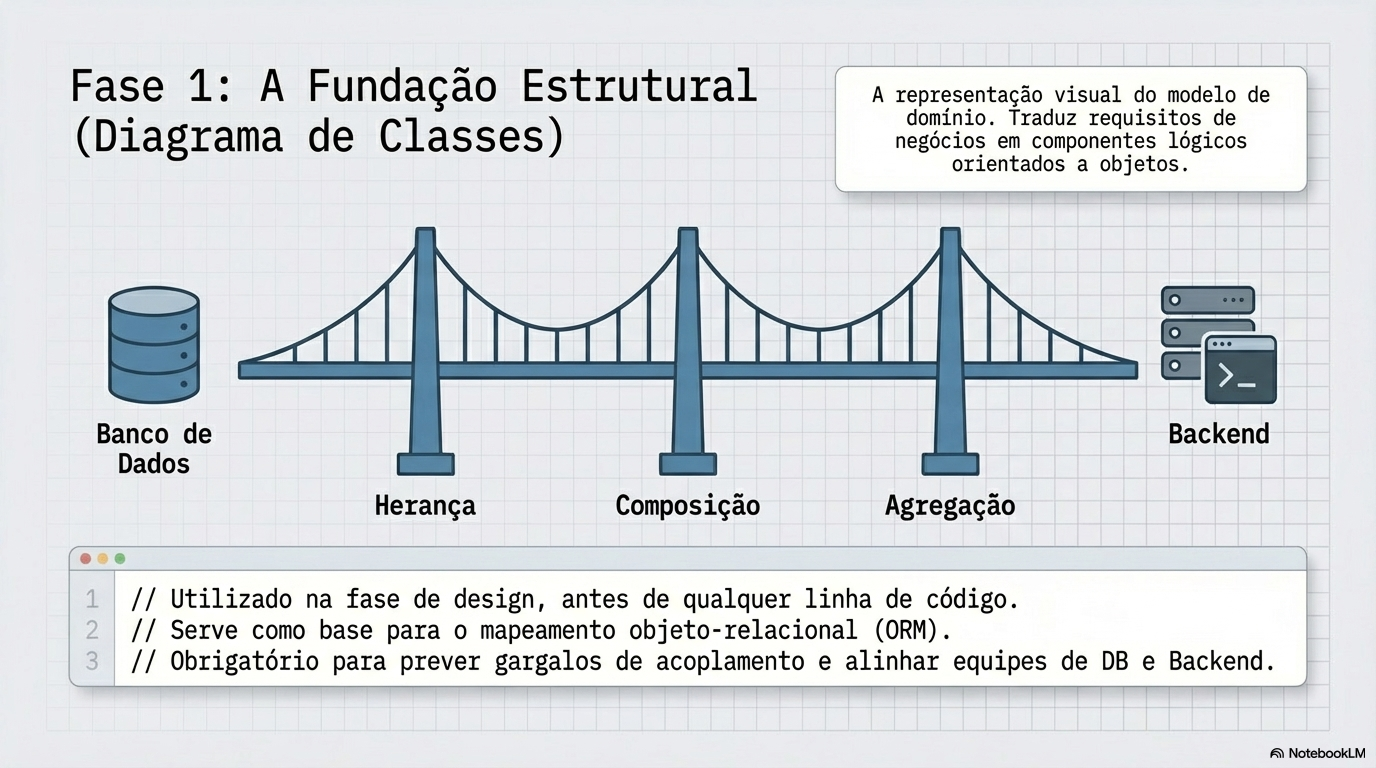 Fase 1: A Fundação Estrutural
(Diagrama de Classes)
A representação visual do modelo de
domínio. Traduz requisitos de
negócios em componentes lógicos
orientados a objetos.
Banco de
Dados
Backend
Herança
Composição
Agregação
1 // Utilizado na fase de design, antes de qualquer linha de código.
2 // Serve como base para o mapeamento objeto-relacional (ORM).
3 // Obrigatório para prever gargalos de acoplamento e alinhar equipes de DB e Backend.
NotebookLM